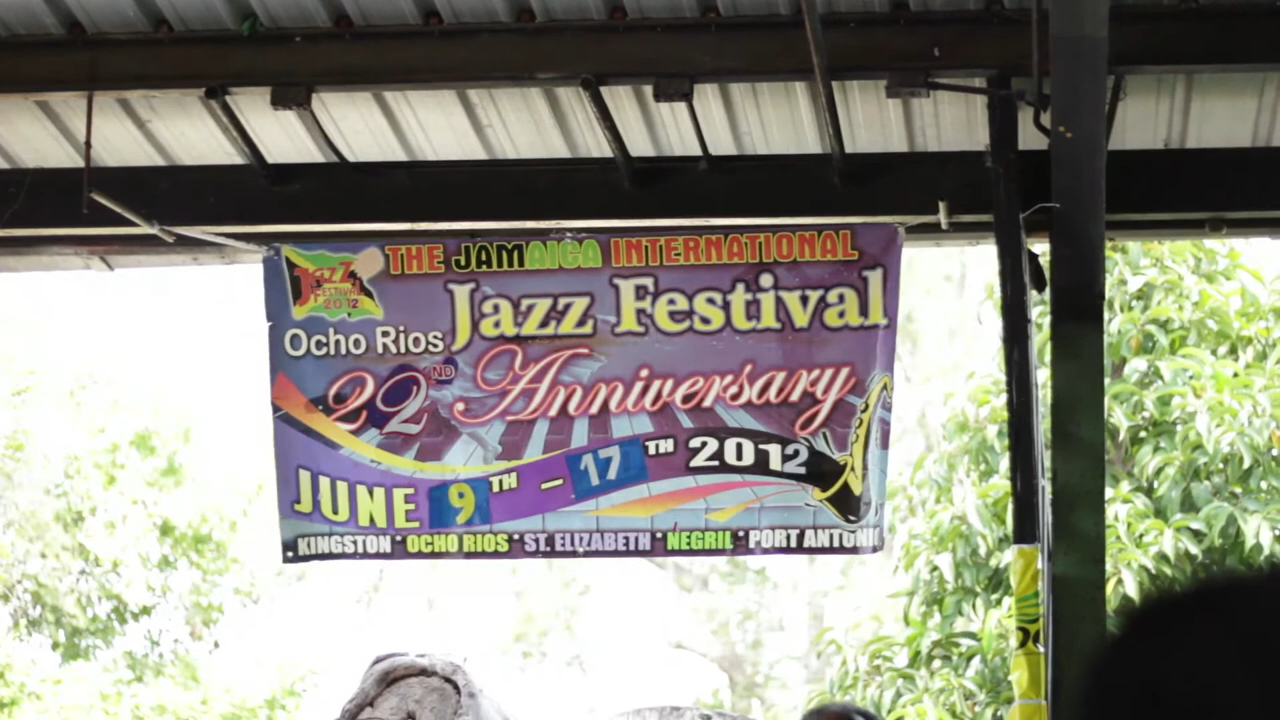 THE JAMAICA INTERNATIONAL
JAZZ
FESTIVAL
2012
Ocho Rios Jazz Festival
22ND Anniversary
JUNE 9TH – 17TH 2012
KINGSTON * OCHO RIOS * ST. ELIZABETH * NEGRIL * PORT ANTONIO